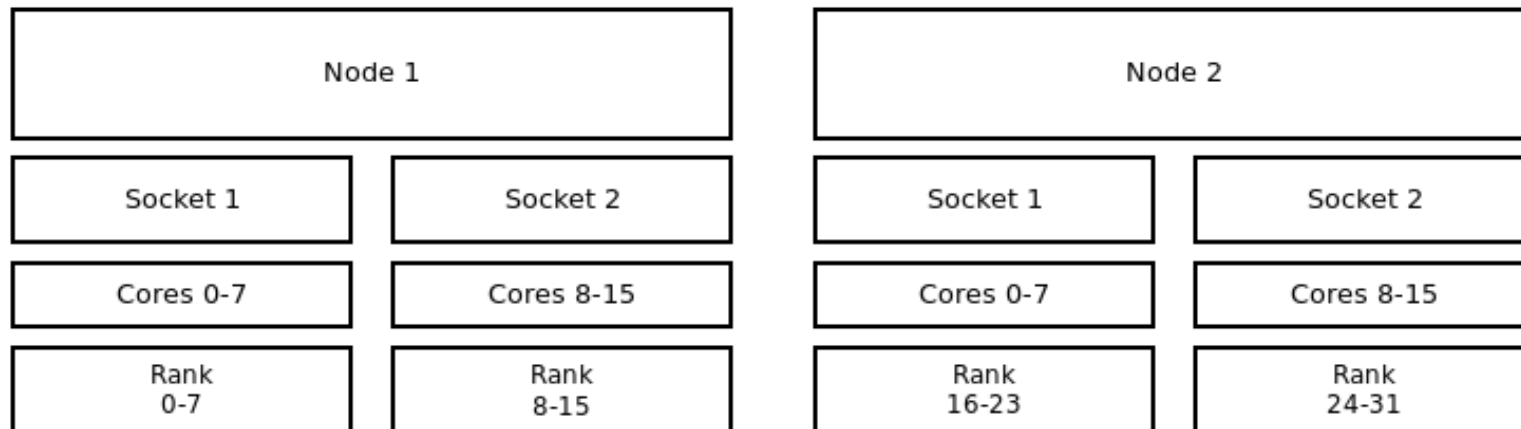 Node 1
Node 2
Socket 1
Socket 2
Socket 1
Socket 2
Cores 0-7
Cores 8-15
Cores 0-7
Cores 8-15
Rank
0-7
Rank
8-15
Rank
16-23
Rank
24-31